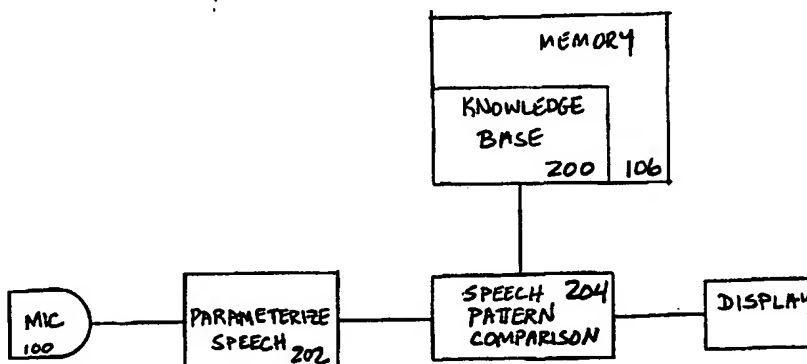 MEMORY
KNOWLEDGE
BASE
200
106
MIC
100
PARAMETERIZE
SPEECH
202
SPEECH 204
PATTERN
COMPARISON
DISPLAY